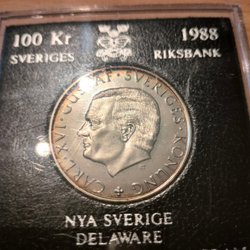 100 Kr 1988
SVERIGES RIKSBANK
CARL XVI GUSTAF SVERIGES KONUNG
NYA SVERIGE
DELAWARE